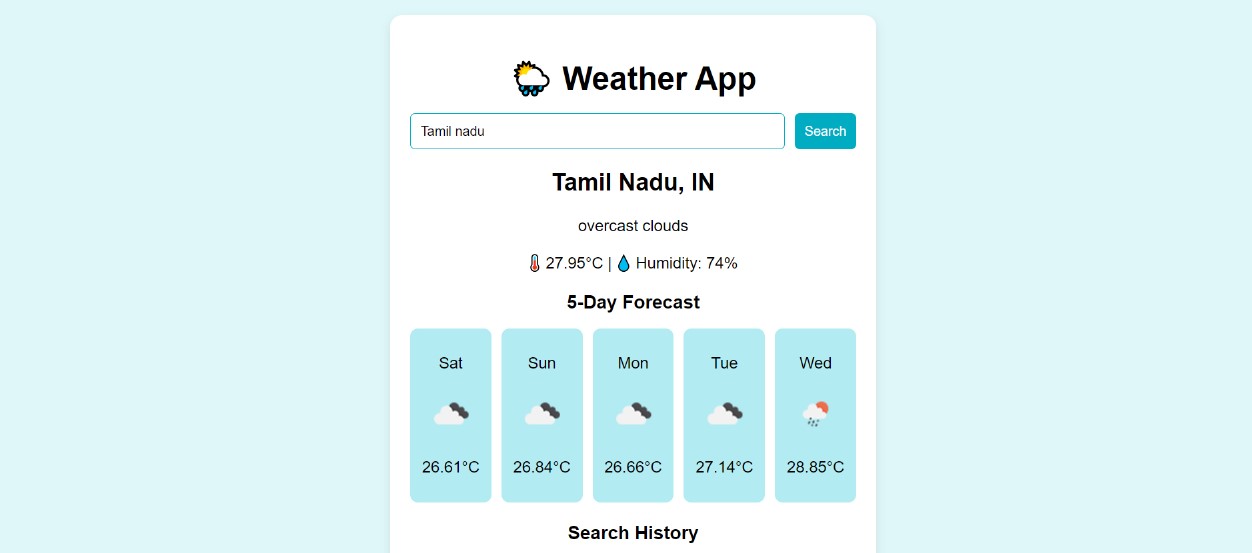 Weather App
Tamil nadu
Search
Tamil Nadu, IN
overcast clouds
27.95°C | Humidity: 74%
5-Day Forecast
Sat Sun Mon Tue Wed
26.61°C 26.84°C 26.66°C 27.14°C 28.85°C
Search History